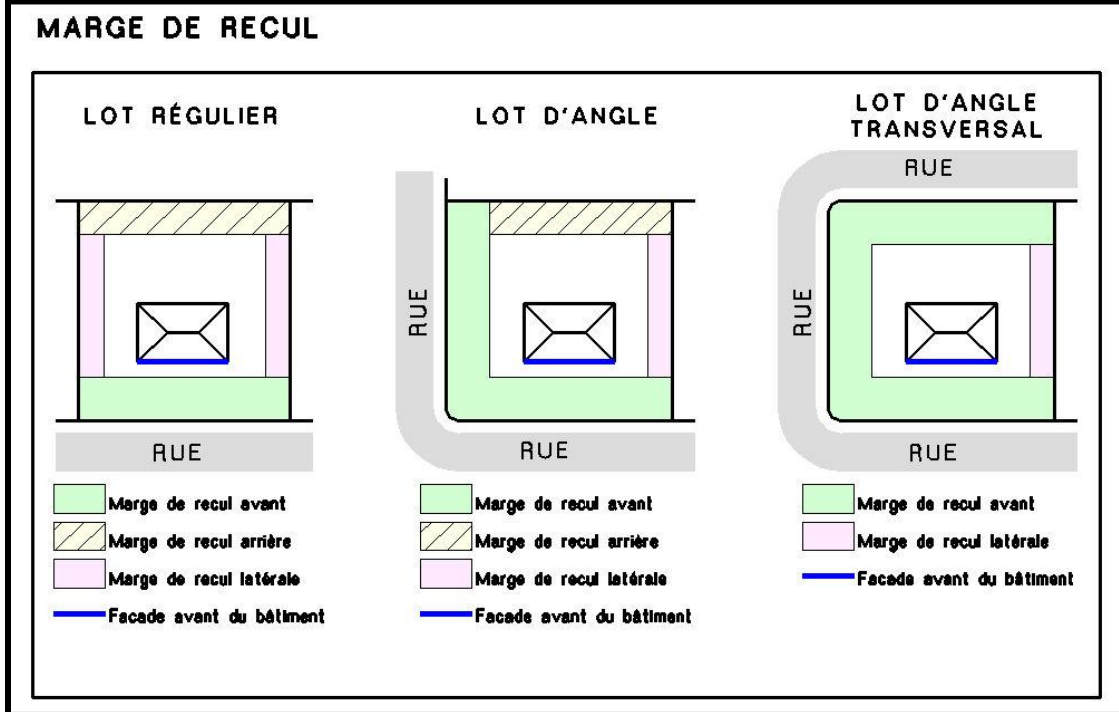 MARGE DE RECUL
LOT RÉGULIER
RUE
Marge de recul avant
Marge de recul arrière
Marge de recul latérale
Facade avant du bâtiment
LOT D'ANGLE
RUE
RUE
Marge de recul avant
Marge de recul arrière
Marge de recul latérale
Facade avant du bâtiment
LOT D'ANGLE
TRANSVERSAL
RUE
RUE
RUE
Marge de recul avant
Marge de recul latérale
Facade avant du bâtiment